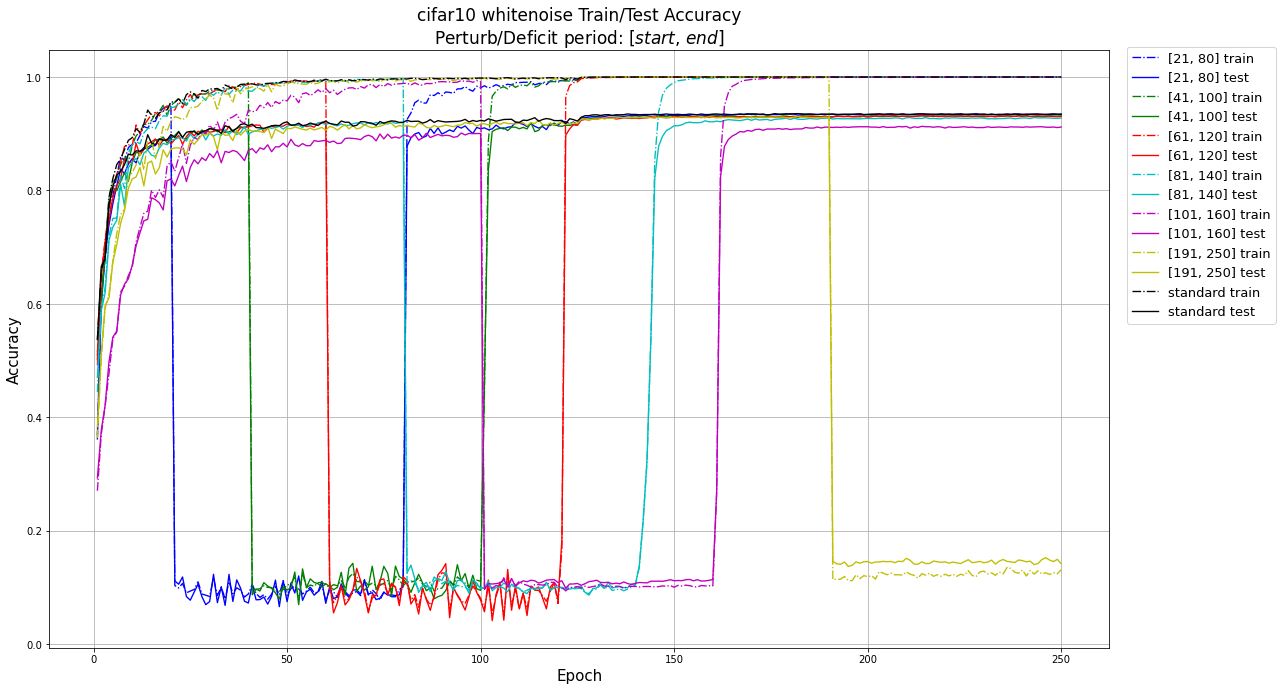 cifar10 whitenoise Train/Test Accuracy
Perturb/Deficit period: [start, end]
1.0
0.8
0.6
0.4
0.2
0.0
Accuracy
0
50
100
150
200
250
Epoch
[21, 80] train
[21, 80] test
[41, 100] train
[41, 100] test
[61, 120] train
[61, 120] test
[81, 140] train
[81, 140] test
[101, 160] train
[101, 160] test
[191, 250] train
[191, 250] test
standard train
standard test